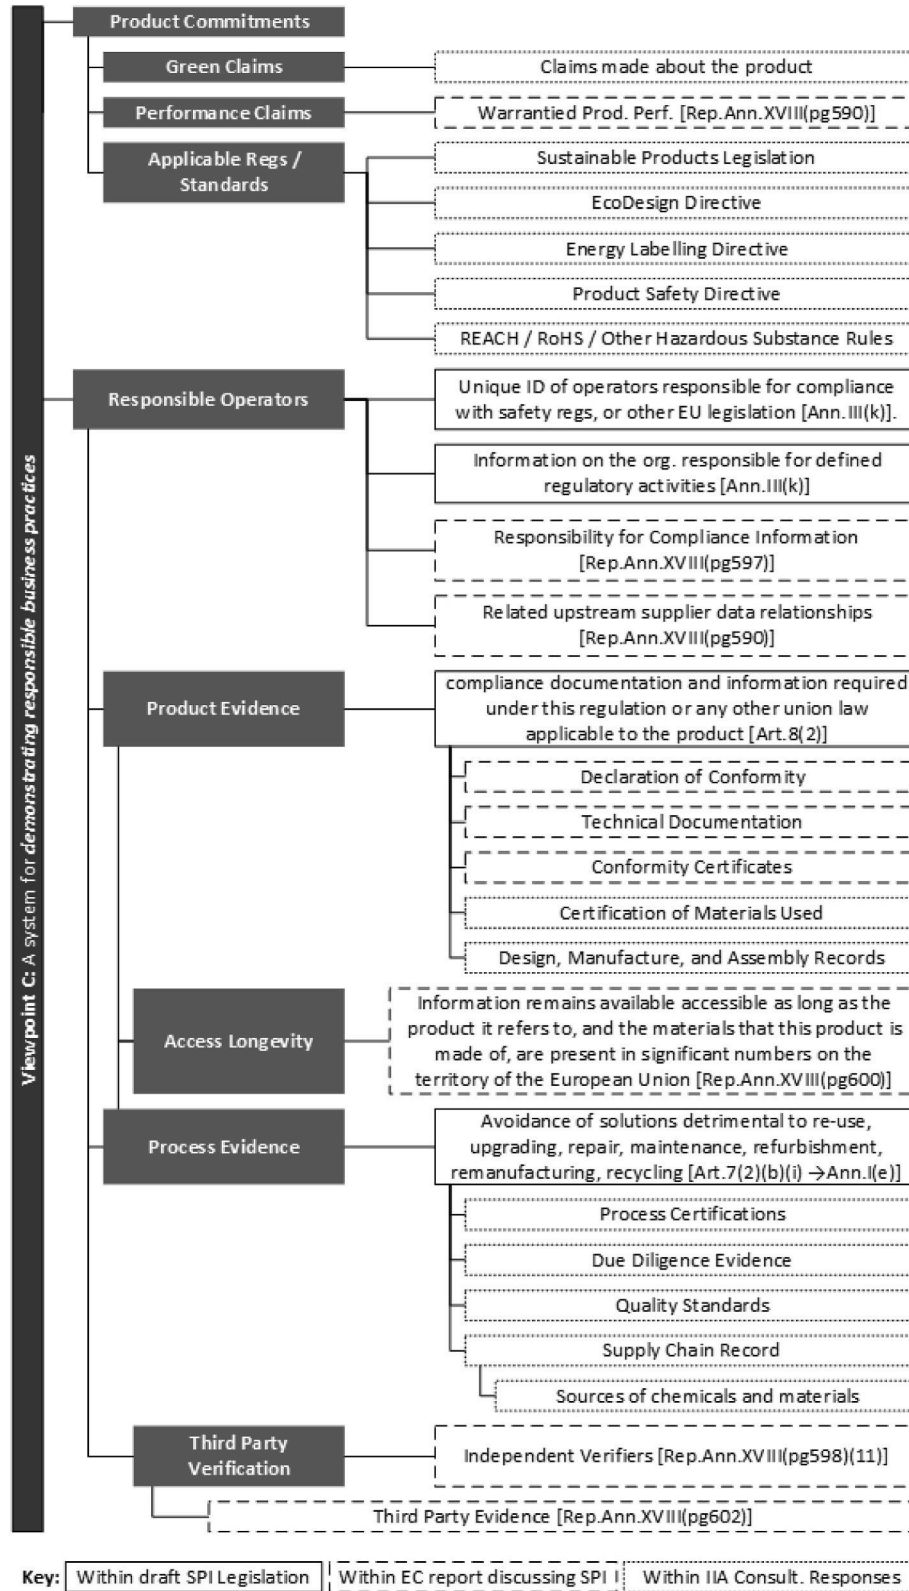 Viewpoint C: A system for demonstrating responsible business practices
Product Commitments
Green Claims
Claims made about the product
Performance Claims
Warrantied Prod. Perf. [Rep.Ann.XVIII(pg590)]
Applicable Regs /
Standards
Sustainable Products Legislation
EcoDesign Directive
Energy Labelling Directive
Product Safety Directive
REACH / RoHS / Other Hazardous Substance Rules
Responsible Operators
Unique ID of operators responsible for compliance
with safety regs, or other EU legislation [Ann.III(k)].
Information on the org. responsible for defined
regulatory activities [Ann.III(k)]
Responsibility for Compliance Information
[Rep.Ann.XVIII(pg597)]
Related upstream supplier data relationships
[Rep.Ann.XVIII(pg590)]
Product Evidence
compliance documentation and information required
under this regulation or any other union law
applicable to the product [Art.8(2)]
Declaration of Conformity
Technical Documentation
Conformity Certificates
Certification of Materials Used
Design, Manufacture, and Assembly Records
Access Longevity
Information remains available accessible as long as the
product it refers to, and the materials that this product is
made of, are present in significant numbers on the
territory of the European Union [Rep.Ann.XVIII(pg600)]
Process Evidence
Avoidance of solutions detrimental to re-use,
upgrading, repair, maintenance, refurbishment,
remanufacturing, recycling [Art.7(2)(b)(i) →Ann.I(e)]
Process Certifications
Due Diligence Evidence
Quality Standards
Supply Chain Record
Sources of chemicals and materials
Third Party
Verification
Independent Verifiers [Rep.Ann.XVIII(pg598)(11)]
Third Party Evidence [Rep.Ann.XVIII(pg602)]
Key: Within draft SPI Legislation Within EC report discussing SPI Within IIA Consult. Responses